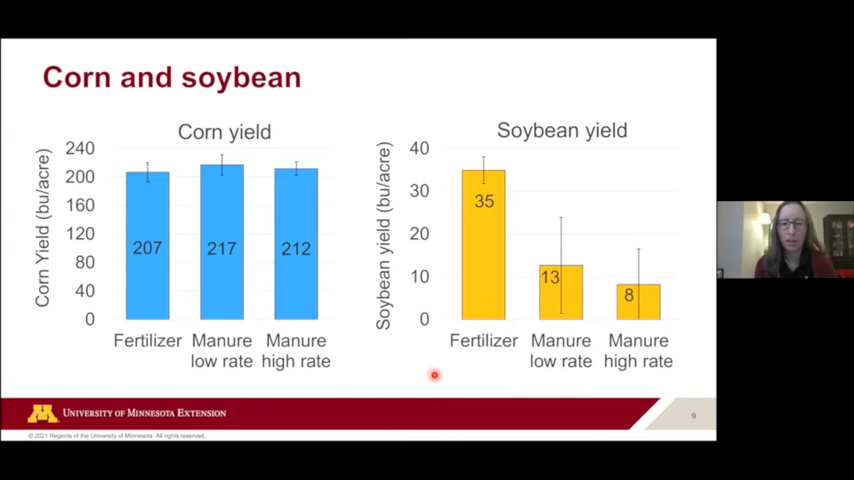 Corn and soybean
Corn yield
Corn Yield (bu/acre)
240
200
160
120
80
40
0
207
217
212
Fertilizer
Manure
low rate
Manure
high rate
Soybean yield
Soybean yield (bu/acre)
40
30
20
10
0
35
13
8
Fertilizer
Manure
low rate
Manure
high rate
M
UNIVERSITY OF MINNESOTA EXTENSION
9
© 2021 Regents of the University of Minnesota. All rights reserved.